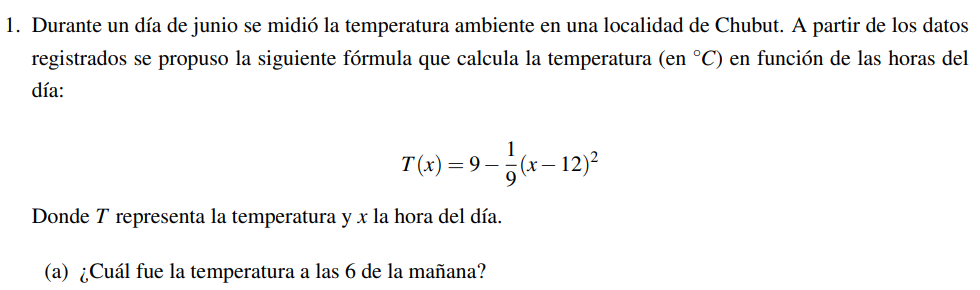 1. Durante un día de junio se midió la temperatura ambiente en una localidad de Chubut. A partir de los datos
registrados se propuso la siguiente fórmula que calcula la temperatura (en °C) en función de las horas del
día:
T(x) = 9 − \frac{1}{9}(x − 12)^2
Donde T representa la temperatura y x la hora del día.
(a) ¿Cuál fue la temperatura a las 6 de la mañana?